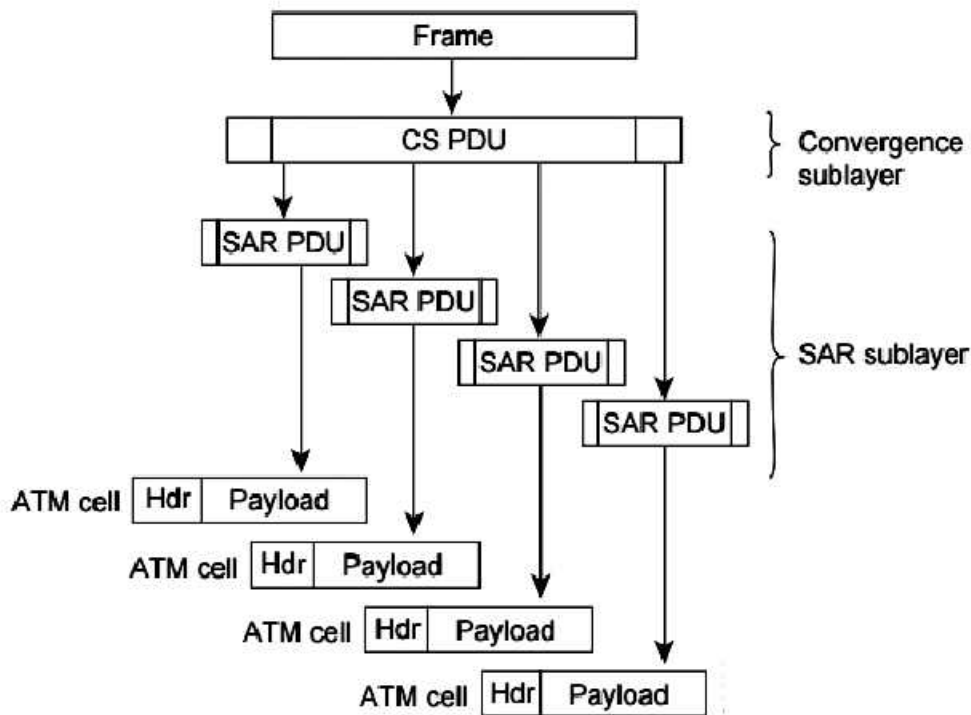 Frame
CS PDU
Convergence
sublayer
SAR PDU
SAR PDU
SAR PDU
SAR sublayer
SAR PDU
ATM cell Hdr Payload
ATM cell Hdr Payload
ATM cell Hdr Payload
ATM cell Hdr Payload